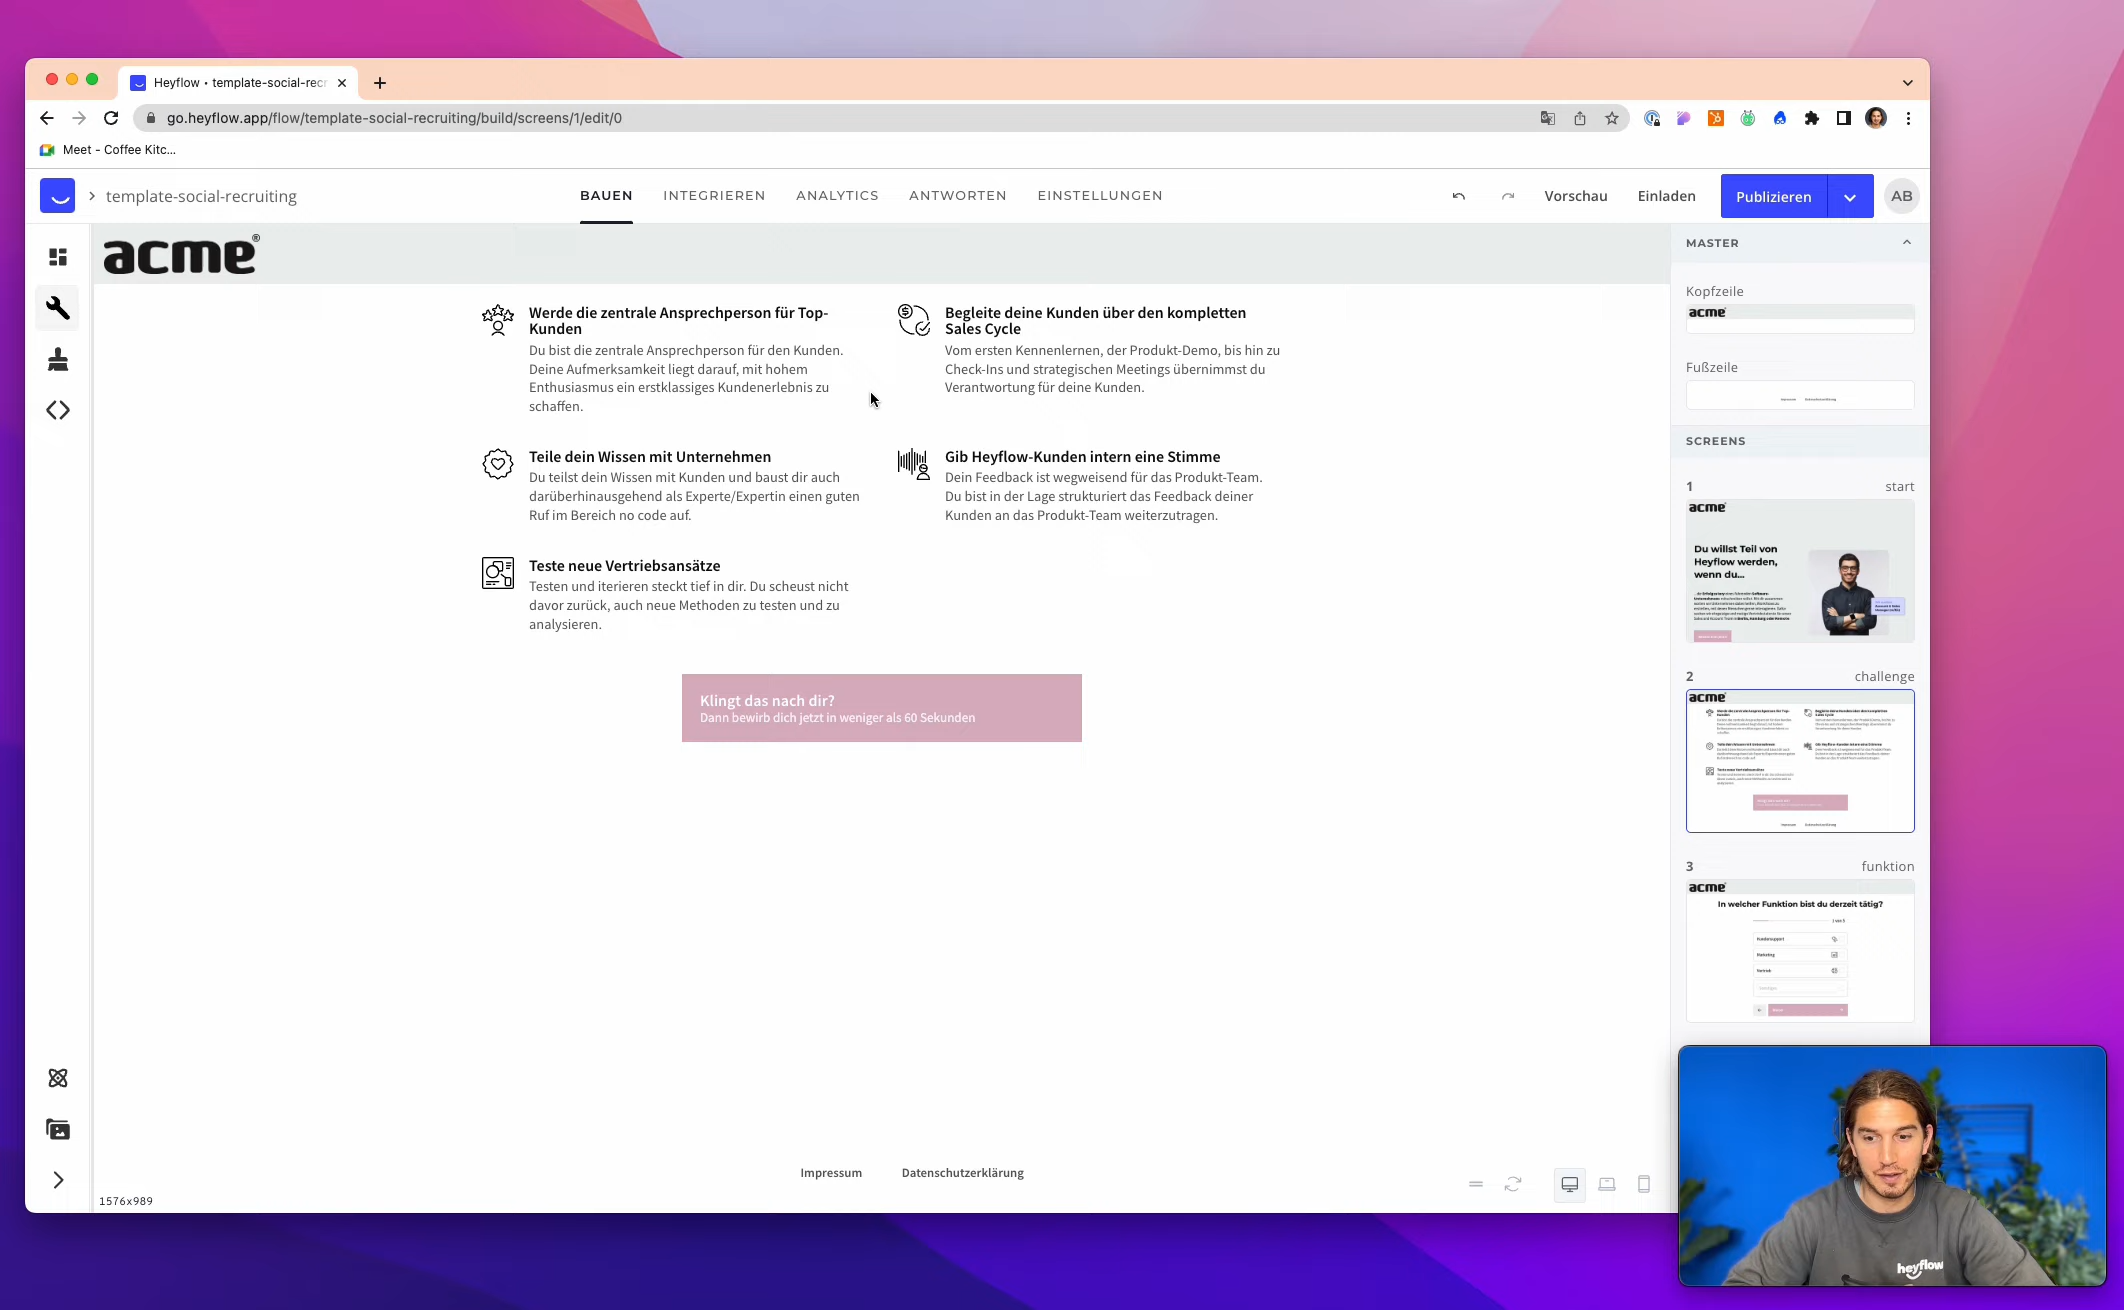 Heyflow • template-social-recr
go.heyflow.app/flow/template-social-recruiting/build/screens/1/edit/0
Meet - Coffee Kitc...
template-social-recruiting
BAUEN
INTEGRIEREN
ANALYTICS
ANTWORTEN
EINSTELLUNGEN
Vorschau
Einladen
Publizieren
AB
acme®
Werde die zentrale Ansprechperson für Top-
Kunden
Du bist die zentrale Ansprechperson für den Kunden.
Deine Aufmerksamkeit liegt darauf, mit hohem
Enthusiasmus ein erstklassiges Kundenerlebnis zu
schaffen.
Begleite deine Kunden über den kompletten
Sales Cycle
Vom ersten Kennenlernen, der Produkt-Demo, bis hin zu
Check-Ins und strategischen Meetings übernimmst du
Verantwortung für deine Kunden.
Teile dein Wissen mit Unternehmen
Du teilst dein Wissen mit Kunden und baust dir auch
darüberhinausgehend als Experte/Expertin einen guten
Ruf im Bereich no code auf.
Gib Heyflow-Kunden intern eine Stimme
Dein Feedback ist wegweisend für das Produkt-Team.
Du bist in der Lage strukturiert das Feedback deiner
Kunden an das Produkt-Team weiterzutragen.
Teste neue Vertriebsansätze
Testen und iterieren steckt tief in dir. Du scheust nicht
davor zurück, auch neue Methoden zu testen und zu
analysieren.
Klingt das nach dir?
Dann bewirb dich jetzt in weniger als 60 Sekunden
Impressum
Datenschutzerklärung
1576x989
MASTER
Kopfzeile
acme
Fußzeile
Impressum
Datenschutzerklärung
SCREENS
1
start
acme
Du willst Teil von
Heyflow werden,
wenn du...
2
challenge
acme
3
funktion
acme
In welcher Funktion bist du derzeit tätig?
Kundensupport
Marketing
Vertrieb
heyflow